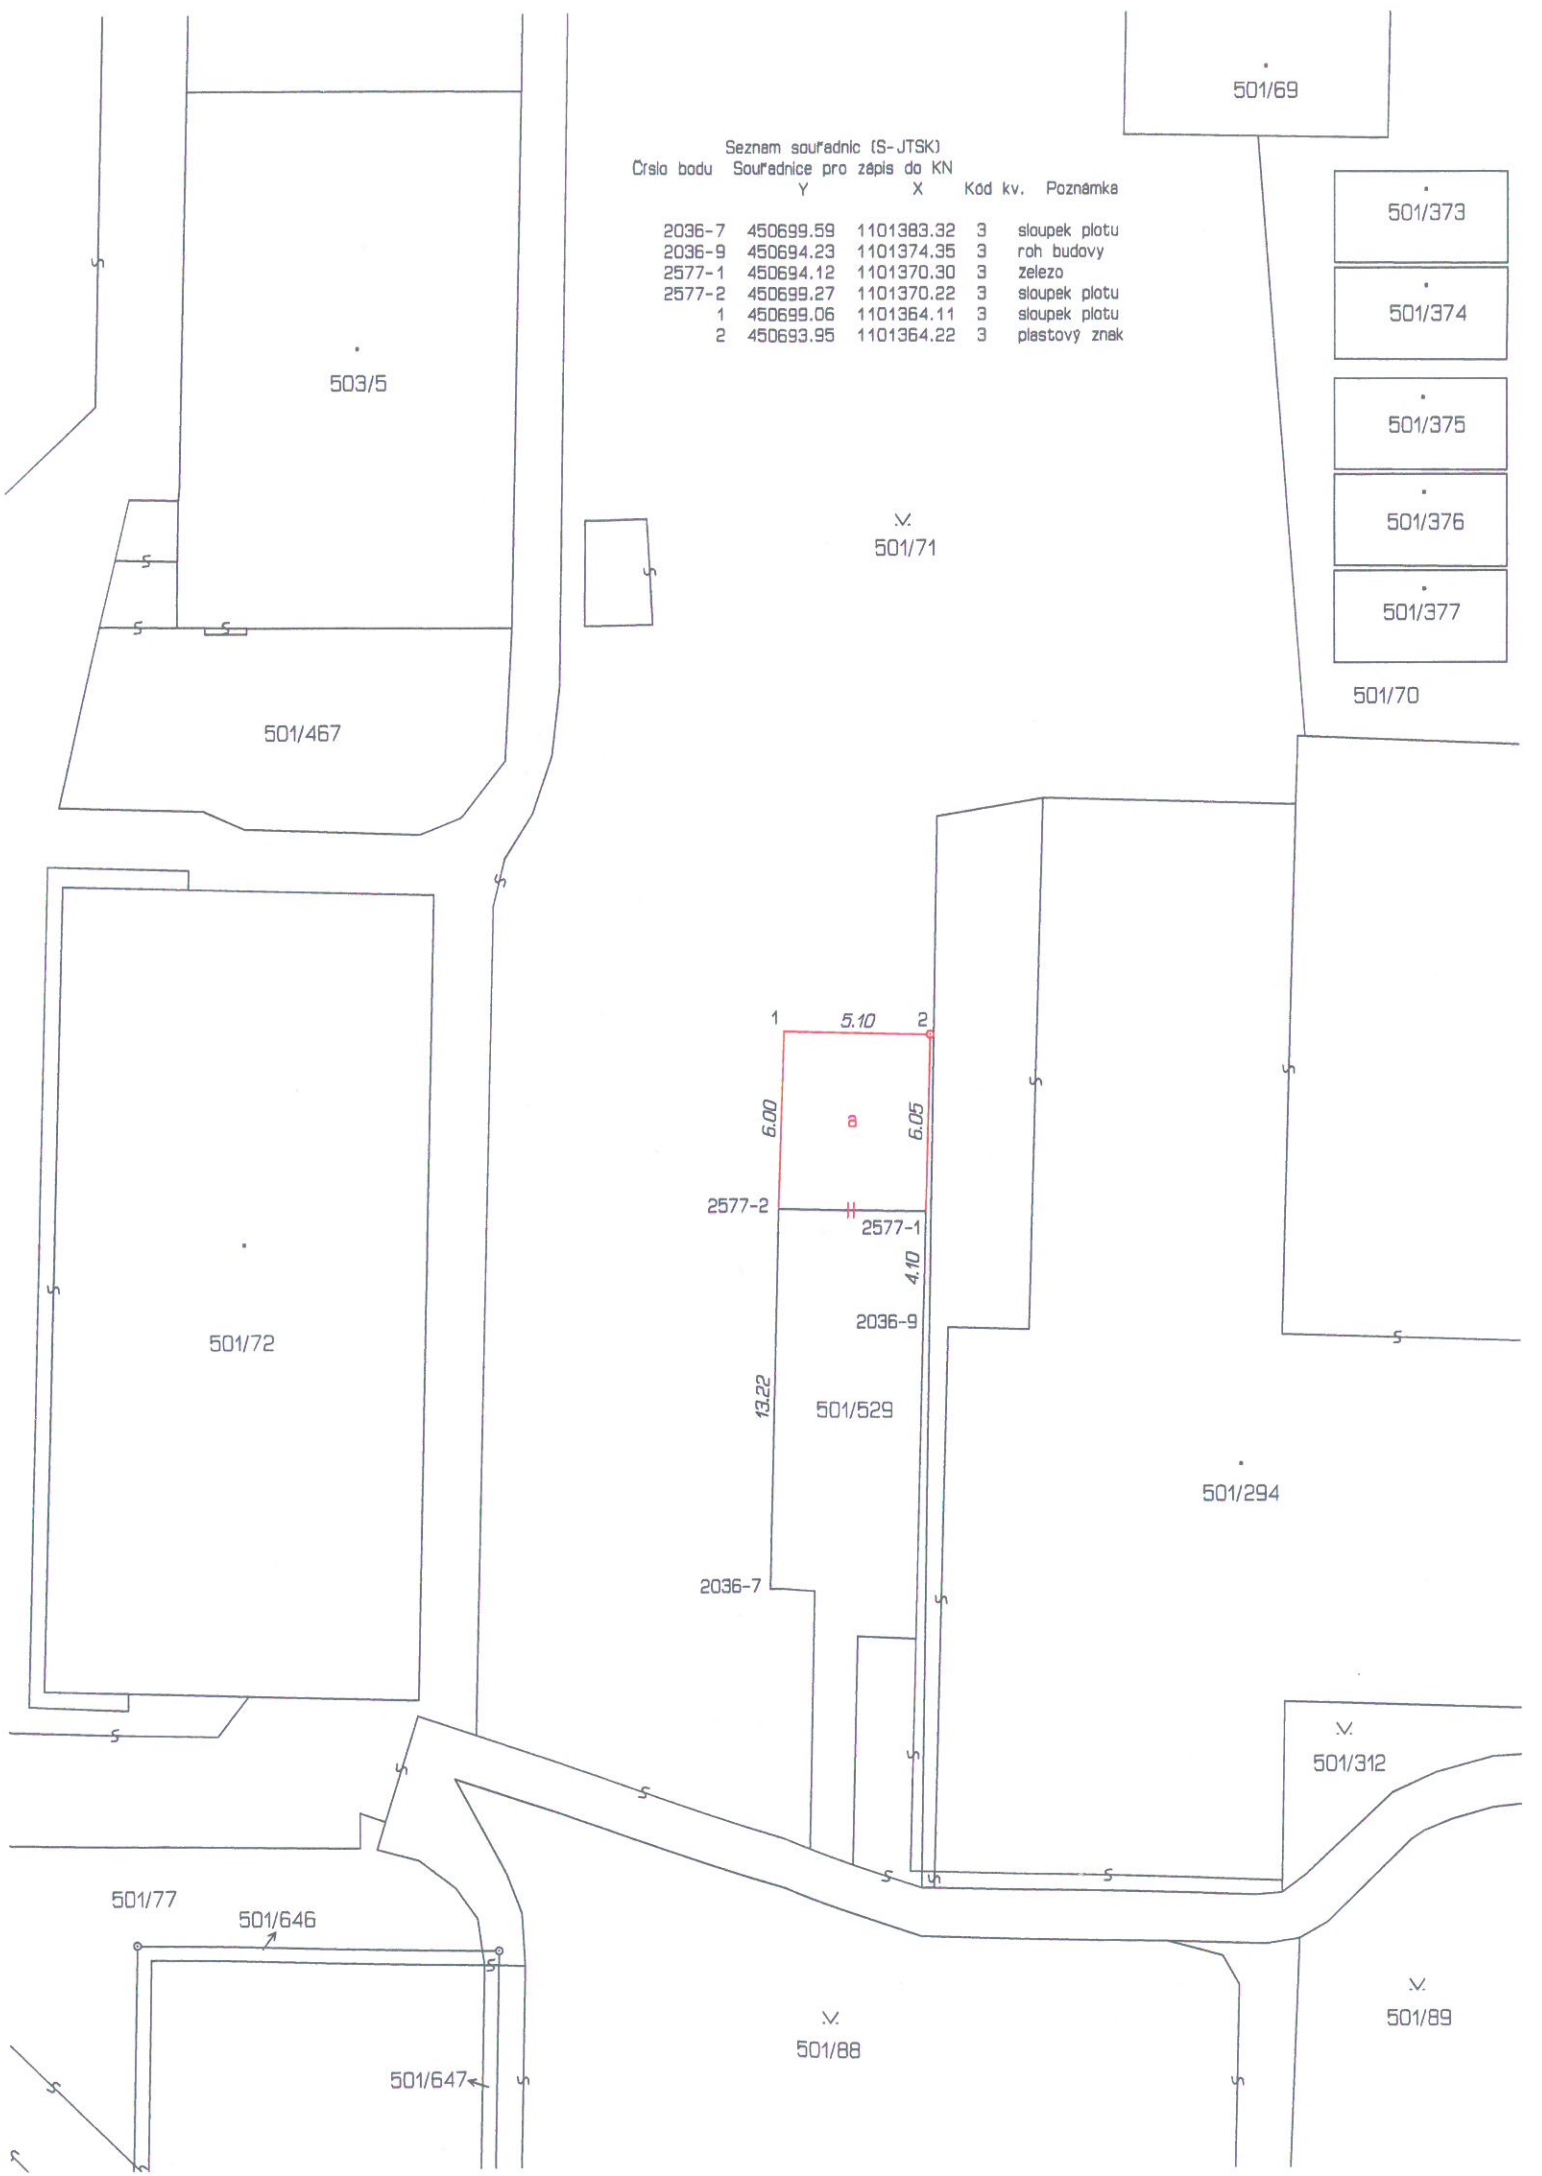 501/69
Seznam souřadnic (S-JTSK)
Číslo bodu Souřadnice pro zápis do KN
Y X Kód kv. Poznámka
2036-7 450699.59 1101383.32 3 sloupek plotu
2036-9 450694.23 1101374.35 3 roh budovy
2577-1 450694.12 1101370.30 3 železo
2577-2 450699.27 1101370.22 3 sloupek plotu
1 450699.06 1101364.11 3 sloupek plotu
2 450693.95 1101364.22 3 plastový znak
501/373
501/374
503/5
501/375
501/376
501/71
501/377
501/70
501/467
1 5.10 2
6.00
a
6.05
2577-2
2577-1
4.10
2036-9
501/72
13.22
501/529
501/294
2036-7
501/312
501/77
501/646
501/89
501/88
501/647